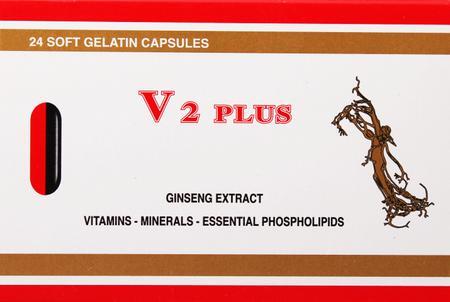 24 SOFT GELATIN CAPSULES
V 2 PLUS
GINSENG EXTRACT
VITAMINS - MINERALS - ESSENTIAL PHOSPHOLIPIDS